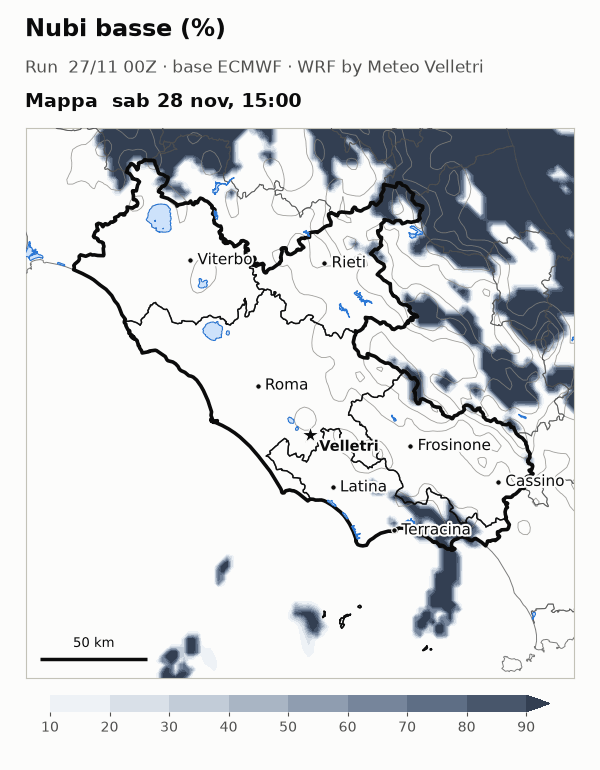 Nubi basse (%)
Run  27/11 00Z · base ECMWF · WRF by Meteo Velletri
Mappa  sab 28 nov, 15:00
Viterbo
Rieti
Roma
Velletri
Frosinone
Latina
Cassino
Terracina
50 km
10 20 30 40 50 60 70 80 90